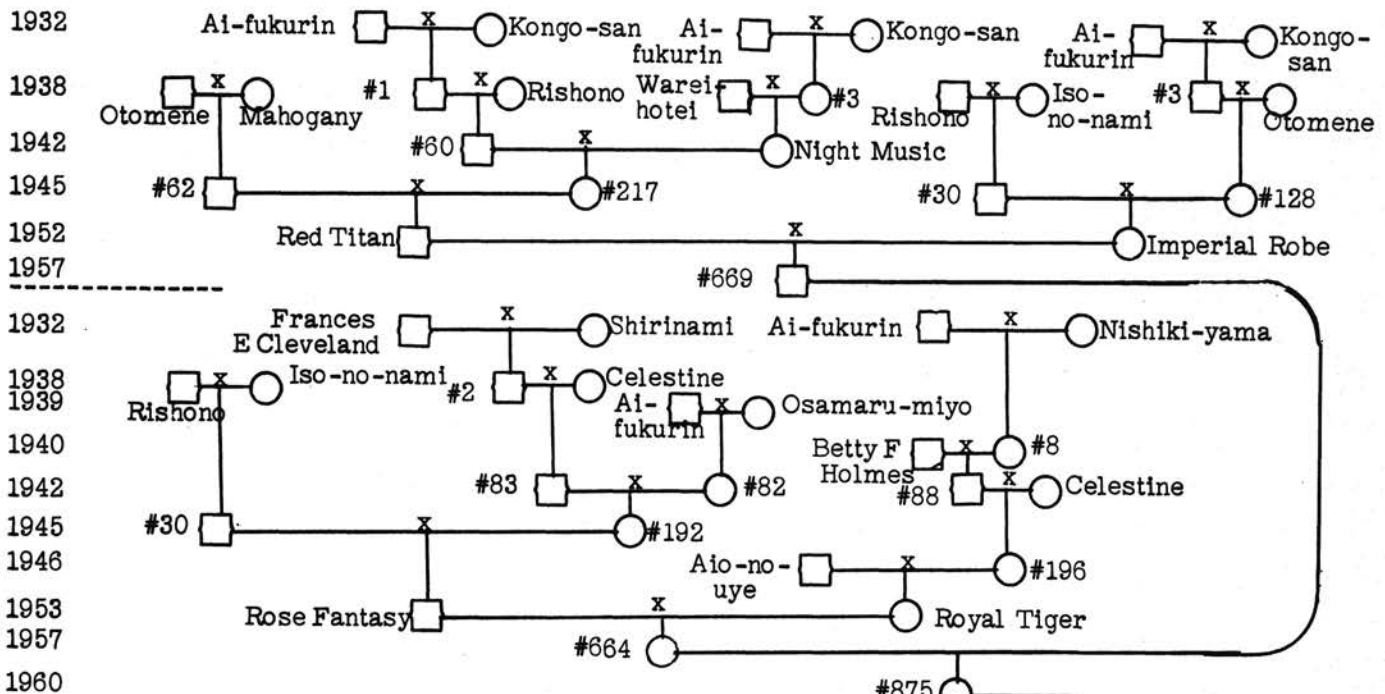 1932 Ai-fukurin x Kongo-san Ai-fukurin x Kongo-san Ai-fukurin x Kongo-san
1938 Otomene x Mahogany #1 x Rishono Warei-hotei x #3 Rishono x Iso-no-nami #3 x Otomene
1942 #60 x Night Music
1945 #62 x #217 #30 x #128
1952 Red Titan x Imperial Robe
1957 #669
1932 Frances E Cleveland x Shirinami Ai-fukurin x Nishiki-yama
1938 Rishono x Iso-no-nami #2 x Celestine
1939 Ai-fukurin x Osamaru-miyo
1940 Betty F Holmes x #8
1942 #83 x #82 #88 x Celestine
1945 #30 x #192
1946 Aio-no-uye x #196
1953 Rose Fantasy x Royal Tiger
1957 #664
1960 #875